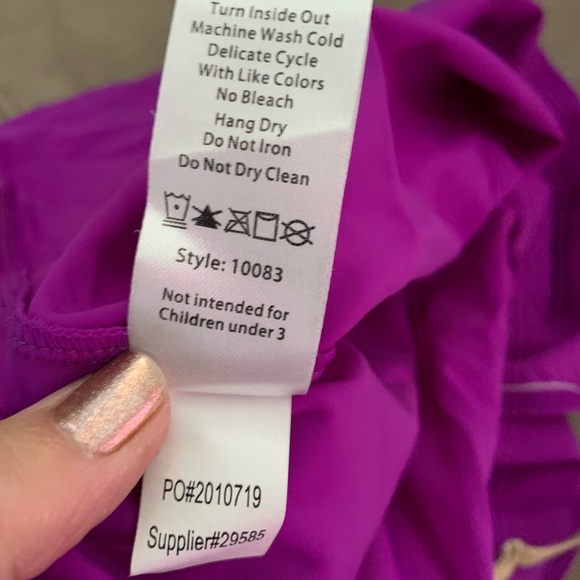 Turn Inside Out
Machine Wash Cold
Delicate Cycle
With Like Colors
No Bleach
Hang Dry
Do Not Iron
Do Not Dry Clean
Style: 10083
Not intended for
Children under 3
PO#2010719
Supplier#29585